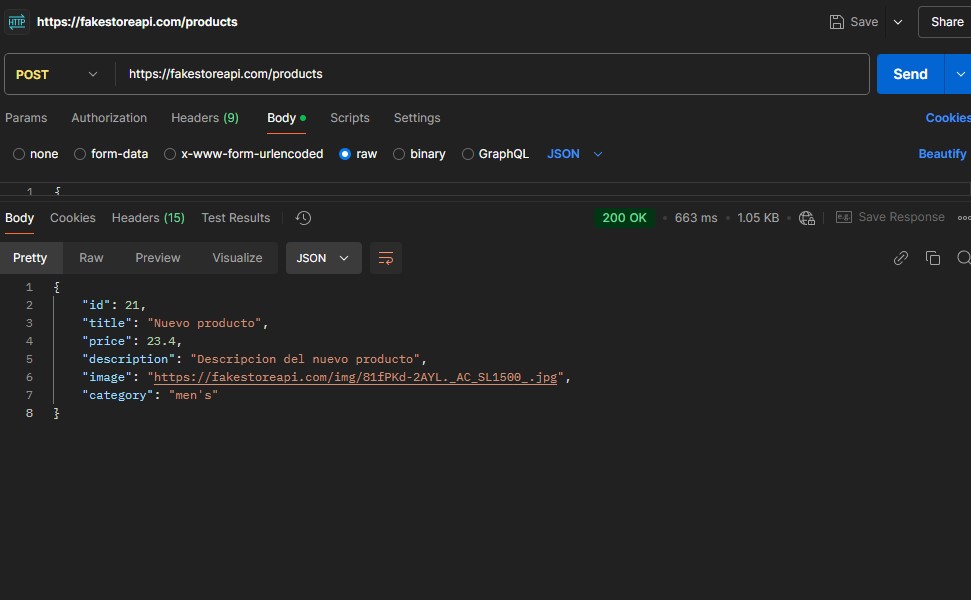 HTTP https://fakestoreapi.com/products Save Share
POST https://fakestoreapi.com/products Send
Params Authorization Headers (9) Body Scripts Settings Cookies
none form-data x-www-form-urlencoded raw binary GraphQL JSON Beautify
1 {
Body Cookies Headers (15) Test Results 200 OK 663 ms 1.05 KB e.g. Save Response
Pretty Raw Preview Visualize JSON
1 {
2 "id": 21,
3 "title": "Nuevo producto",
4 "price": 23.4,
5 "description": "Descripcion del nuevo producto",
6 "image": "https://fakestoreapi.com/img/81fPKd-2AYL._AC_SL1500_.jpg",
7 "category": "men's"
8 }